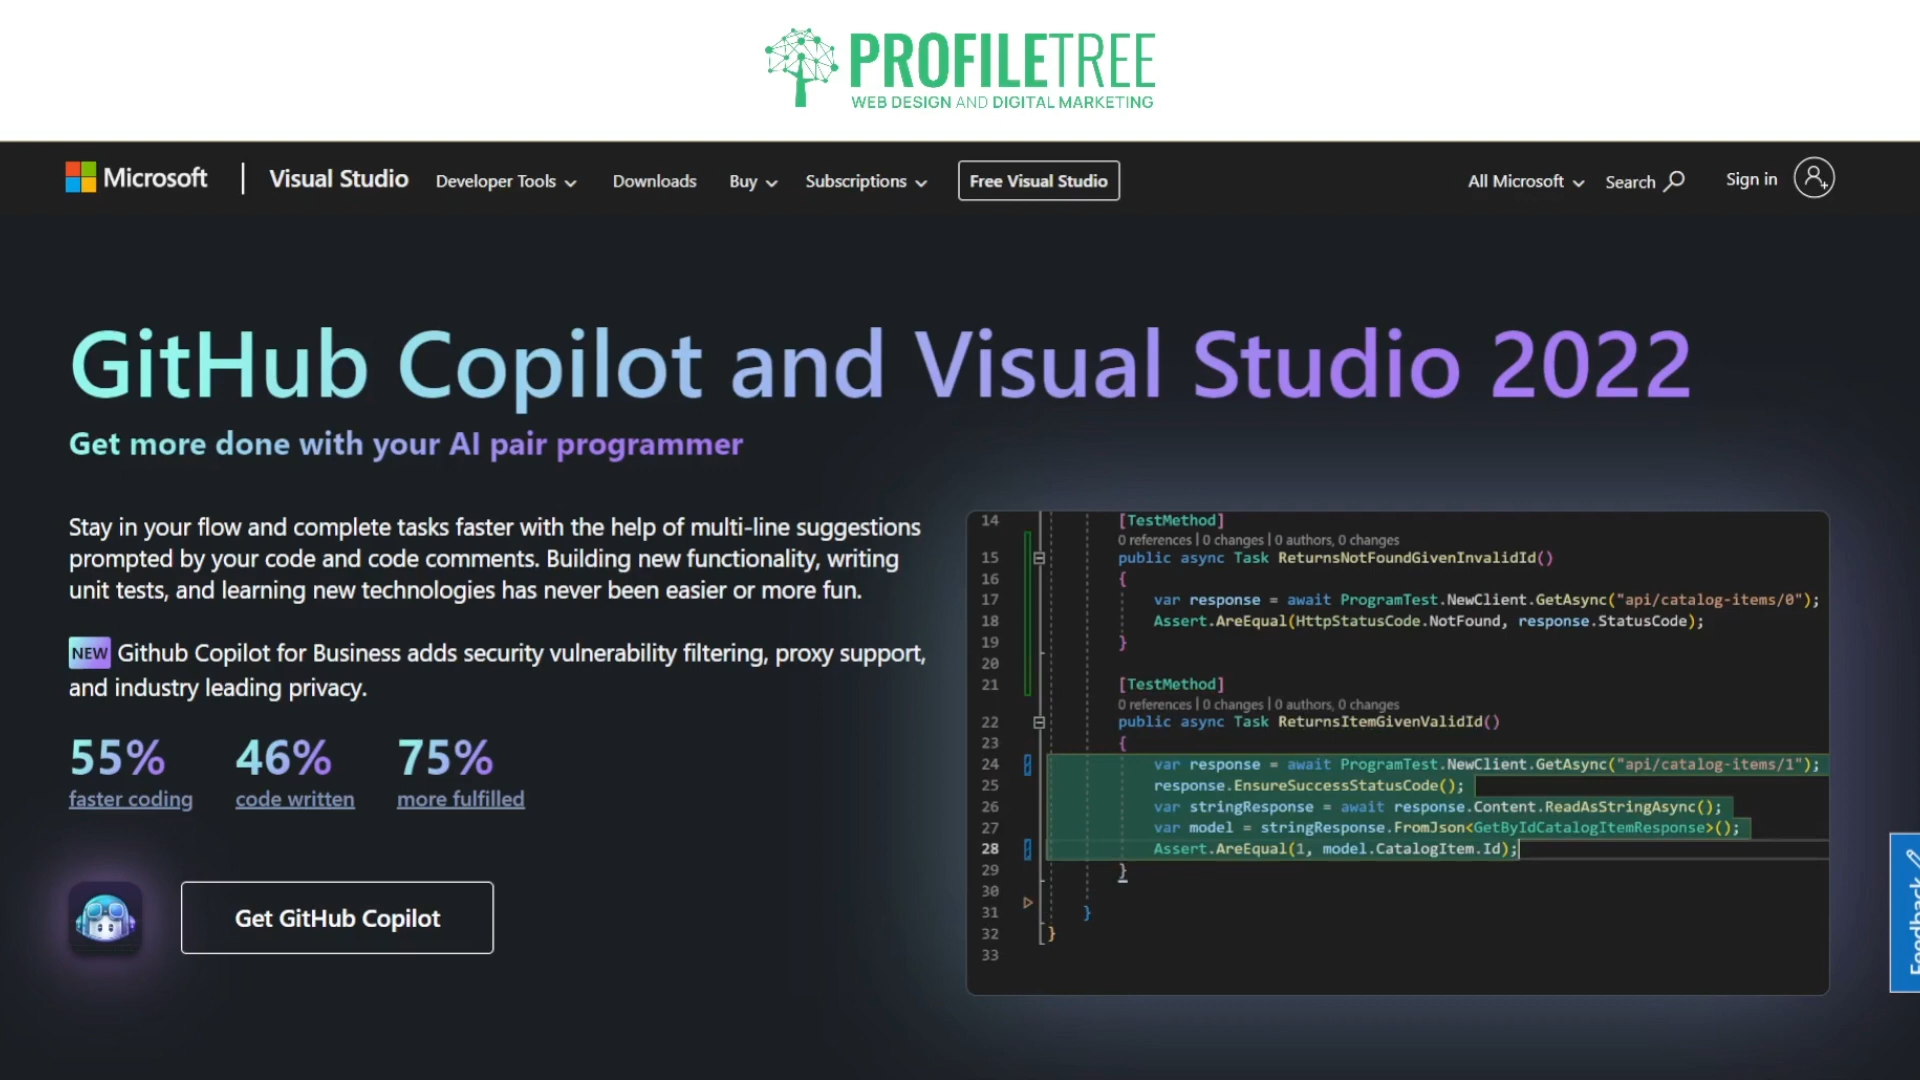 PROFILETREE
WEB DESIGN AND DIGITAL MARKETING
Microsoft | Visual Studio Developer Tools Downloads Buy Subscriptions Free Visual Studio All Microsoft Search Sign in
GitHub Copilot and Visual Studio 2022
Get more done with your AI pair programmer
Stay in your flow and complete tasks faster with the help of multi-line suggestions
prompted by your code and code comments. Building new functionality, writing
unit tests, and learning new technologies has never been easier or more fun.
NEW Github Copilot for Business adds security vulnerability filtering, proxy support,
and industry leading privacy.
55% 46% 75%
faster coding code written more fulfilled
Get GitHub Copilot
14 [TestMethod]
0 references | 0 changes | 0 authors, 0 changes
15 public async Task ReturnsNotFoundGivenInvalidId()
16 {
17 var response = await ProgramTest.NewClient.GetAsync("api/catalog-items/0");
18 Assert.AreEqual(HttpStatusCode.NotFound, response.StatusCode);
19 }
20
21 [TestMethod]
0 references | 0 changes | 0 authors, 0 changes
22 public async Task ReturnsItemGivenValidId()
23 {
24 var response = await ProgramTest.NewClient.GetAsync("api/catalog-items/1");
25 response.EnsureSuccessStatusCode();
26 var stringResponse = await response.Content.ReadAsStringAsync();
27 var model = stringResponse.FromJson<GetByIdCatalogItemResponse>();
28 Assert.AreEqual(1, model.CatalogItem.Id);
29 }
30
31 }
32 }
33
Feedback